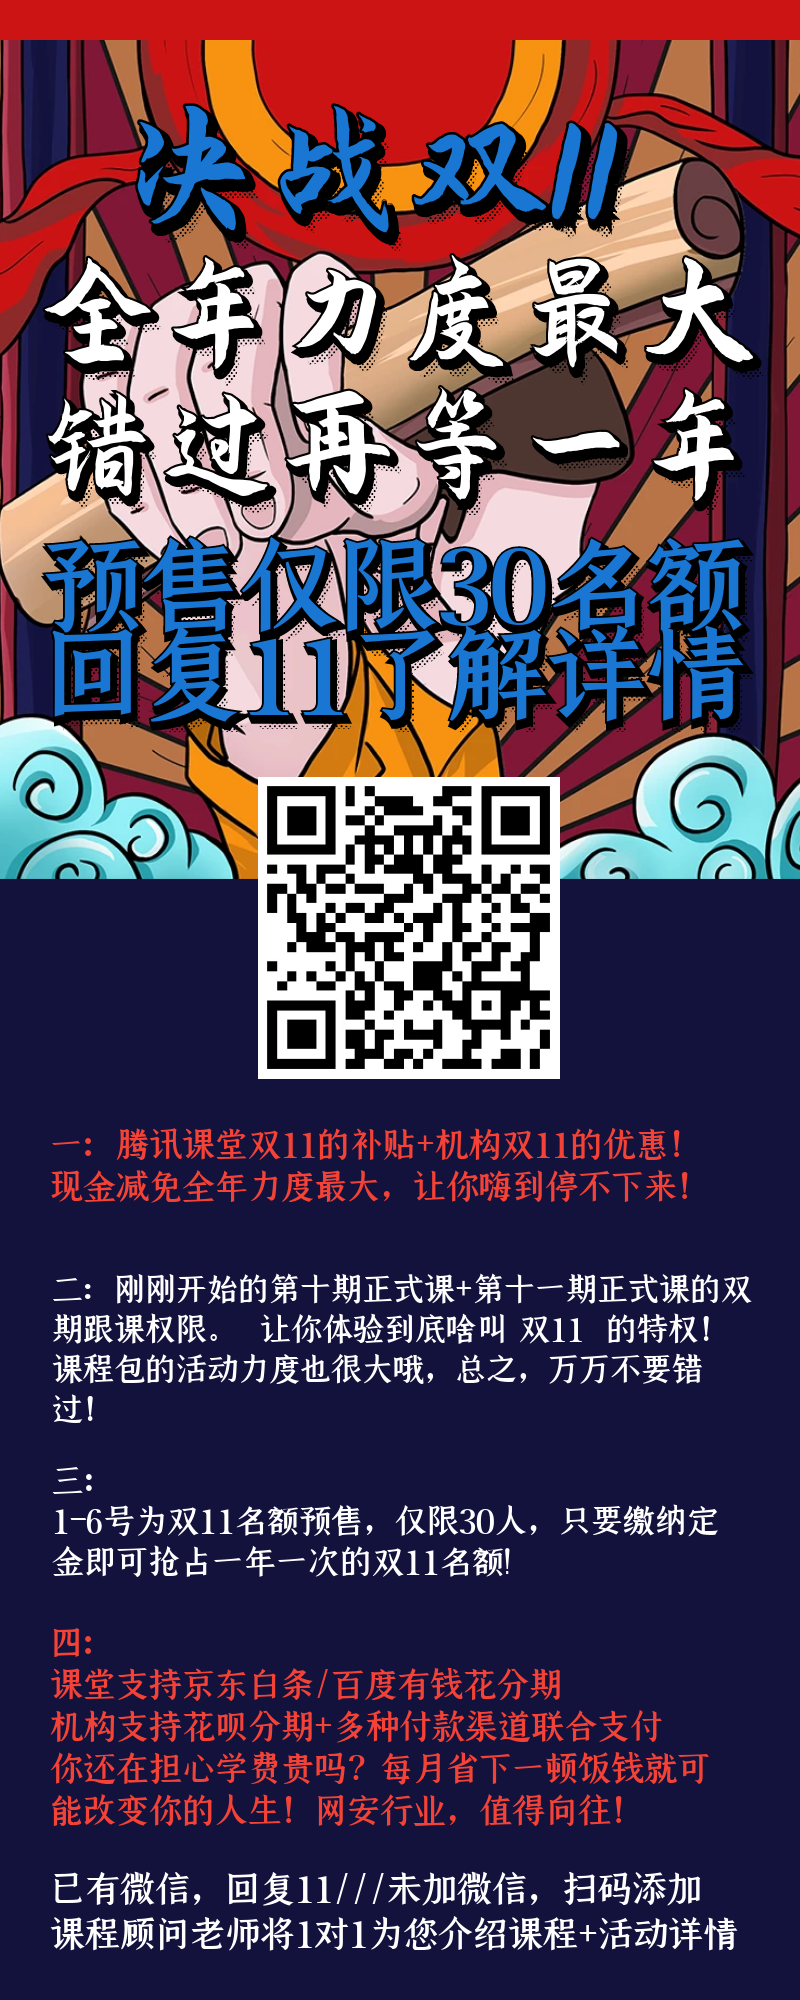 决战双11
全年力度最大
错过再等一年
预售仅限30名额
回复11了解详情
一：腾讯课堂双11的补贴+机构双11的优惠！
现金减免全年力度最大，让你嗨到停不下来！
二：刚刚开始的第十期正式课+第十一期正式课的双
期跟课权限。 让你体验到底啥叫 双11 的特权！
课程包的活动力度也很大哦，总之，万万不要错
过！
三：
1-6号为双11名额预售，仅限30人，只要缴纳定
金即可抢占一年一次的双11名额!
四：
课堂支持京东白条/百度有钱花分期
机构支持花呗分期+多种付款渠道联合支付
你还在担心学费贵吗？每月省下一顿饭钱就可
能改变你的人生！网安行业，值得向往！
已有微信，回复11///未加微信，扫码添加
课程顾问老师将1对1为您介绍课程+活动详情